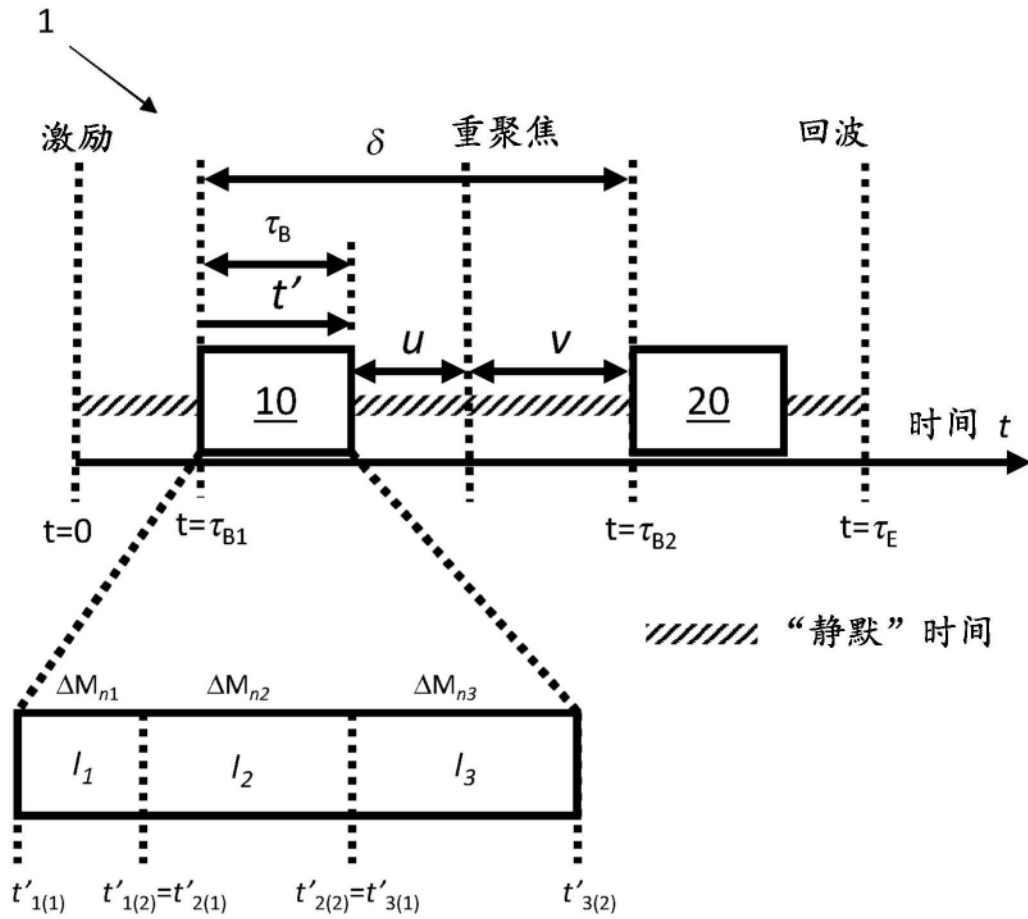 1
激励
重聚焦
回波
δ
τB
t′
u
v
10
20
时间 t
t=0
t=τB1
t=τB2
t=τE
“静默”时间
ΔMn1
ΔMn2
ΔMn3
I1
I2
I3
t′1(1)
t′1(2)=t′2(1)
t′2(2)=t′3(1)
t′3(2)